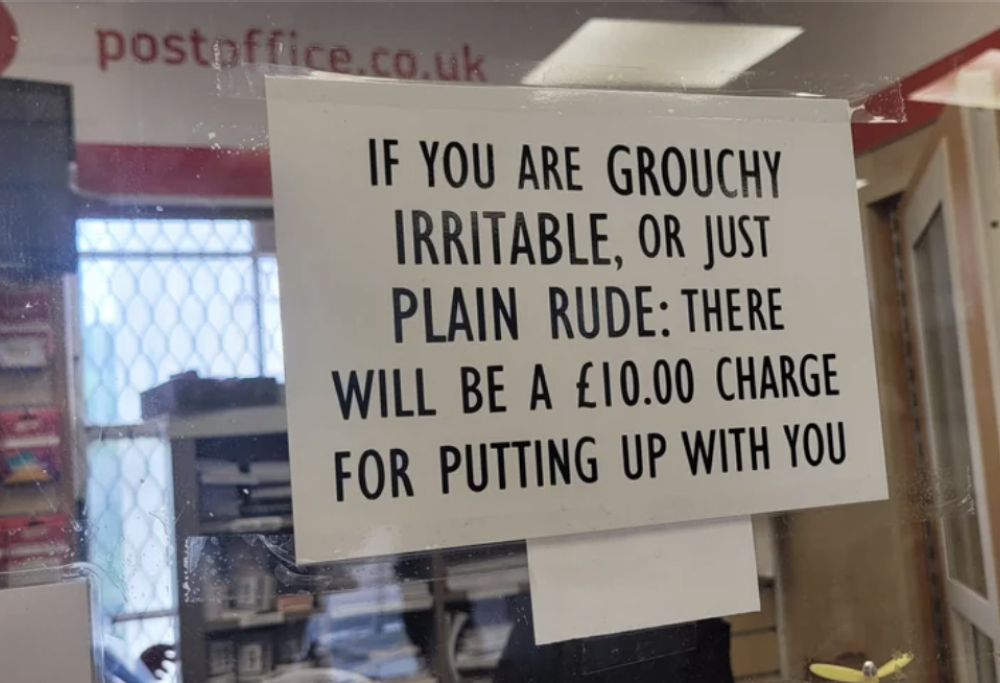 postoffice.co.uk
IF YOU ARE GROUCHY
IRRITABLE, OR JUST
PLAIN RUDE: THERE
WILL BE A £10.00 CHARGE
FOR PUTTING UP WITH YOU